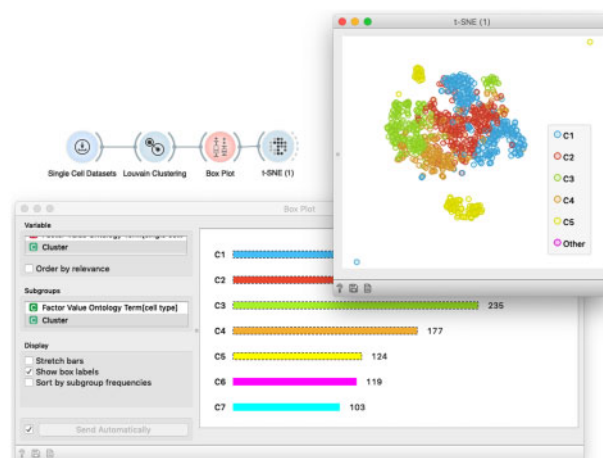 t-SNE (1)
C1
C2
C3
C4
C5
Other
Single Cell Datasets
Louvain Clustering
Box Plot
t-SNE (1)
Box Plot
Variable
Cluster
Order by relevance
Subgroups
Factor Value Ontology Term[cell type]
Cluster
Display
Stretch bars
Show box labels
Sort by subgroup frequencies
Send Automatically
C1
C2
C3 235
C4 177
C5 124
C6 119
C7 103